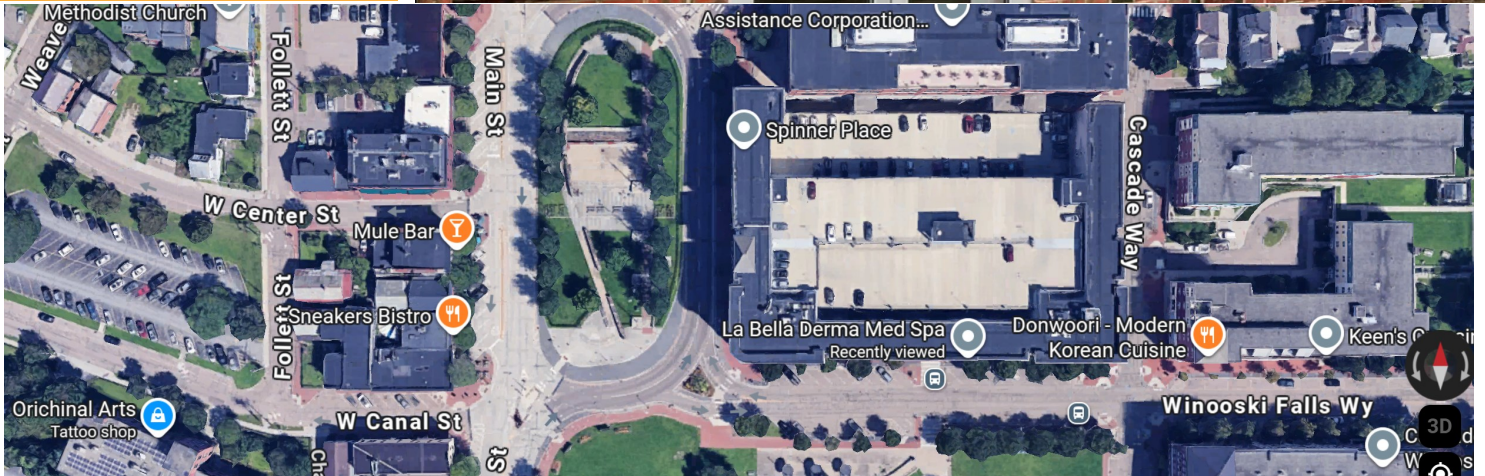 Methodist Church
Assistance Corporation...
Weave
Follett St
Main St
Spinner Place
Cascade Way
W Center St
Mule Bar
Follett St
Sneakers Bistro
La Bella Derma Med Spa
Recently viewed
Donwoori - Modern
Korean Cuisine
Keen's
Orichinal Arts
Tattoo shop
W Canal St
Winooski Falls Wy
3D
St